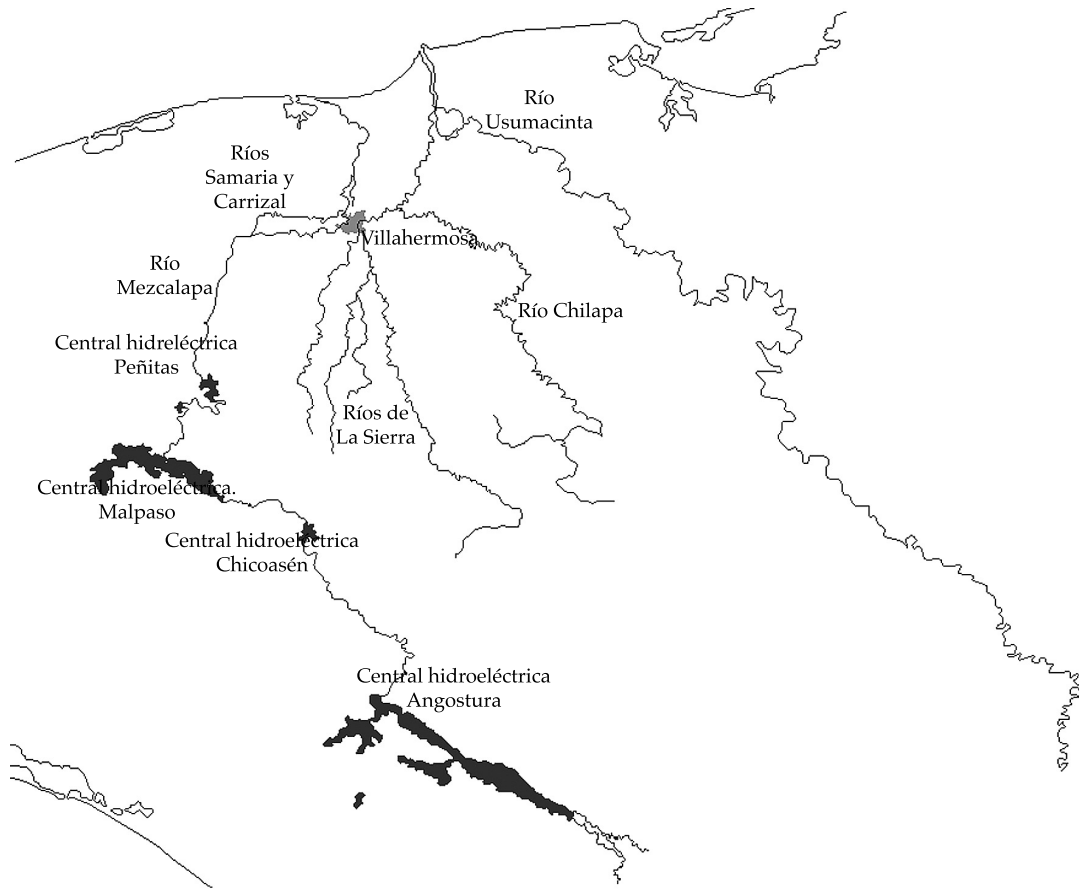 Río
Usumacinta
Ríos
Samaria y
Carrizal
Villahermosa
Río
Mezcalapa
Río Chilapa
Central hidreléctrica
Peñitas
Ríos de
La Sierra
Central hidroeléctrica.
Malpaso
Central hidroeléctrica
Chicoasén
Central hidroeléctrica
Angostura